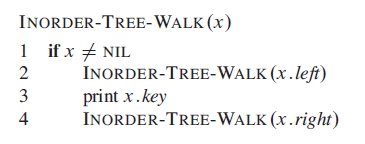 INORDER-TREE-WALK(x)
1 if x ≠ NIL
2 INORDER-TREE-WALK(x.left)
3 print x.key
4 INORDER-TREE-WALK(x.right)